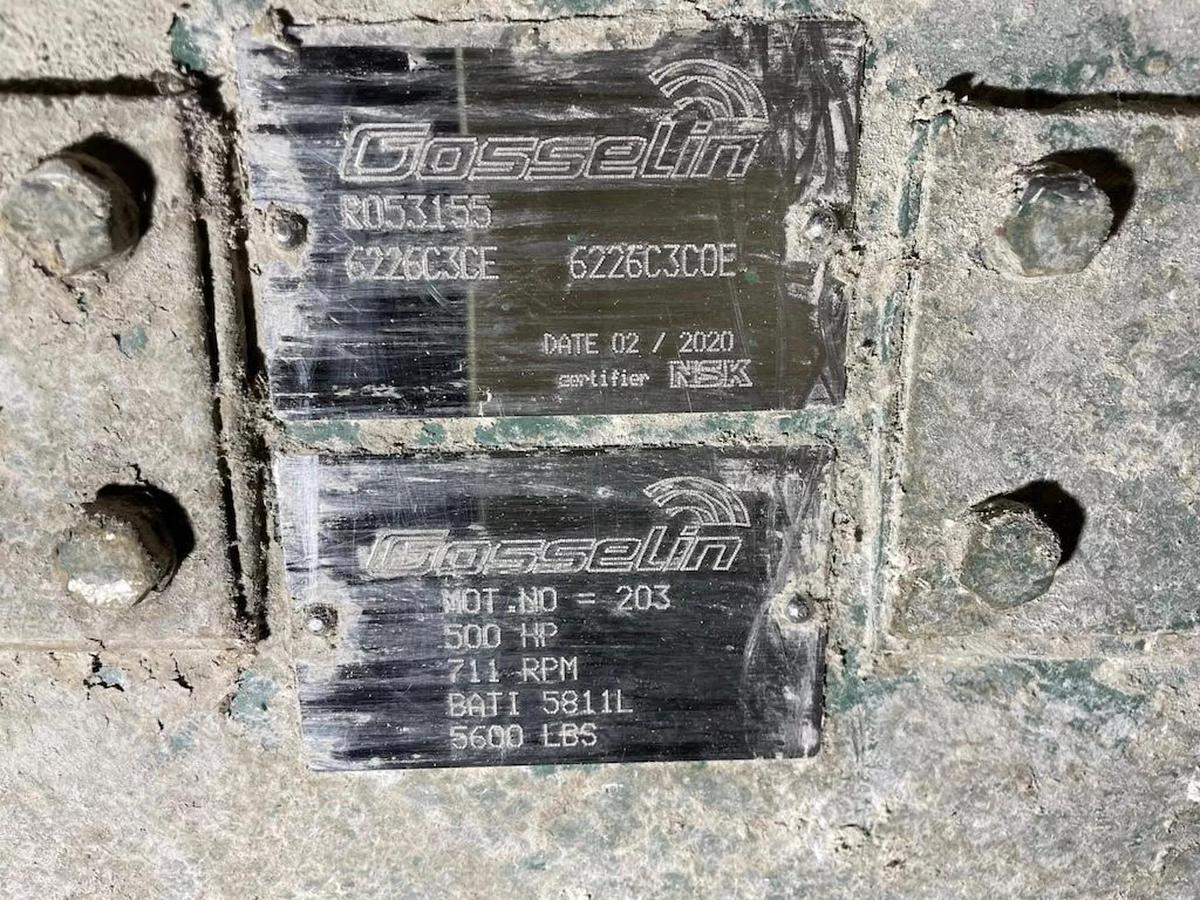 Gosselin
R053155
6226C3CE 6226C3COE
DATE 02 / 2020
certifier NSK
Gosselin
MOT.NO = 203
500 HP
711 RPM
BATI 5811L
5600 LBS